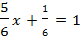 5/6 x + 1/6 = 1